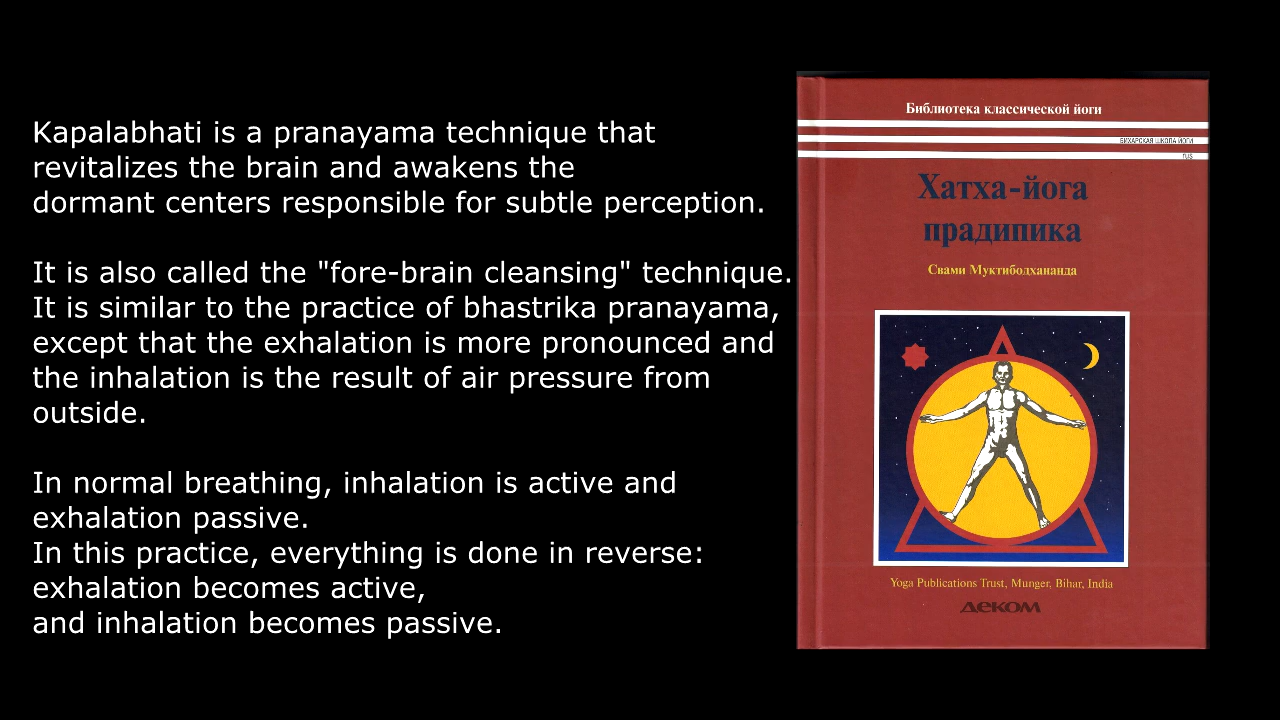 Kapalabhati is a pranayama technique that
revitalizes the brain and awakens the
dormant centers responsible for subtle perception.
It is also called the "fore-brain cleansing" technique.
It is similar to the practice of bhastrika pranayama,
except that the exhalation is more pronounced and
the inhalation is the result of air pressure from
outside.
In normal breathing, inhalation is active and
exhalation passive.
In this practice, everything is done in reverse:
exhalation becomes active,
and inhalation becomes passive.
Библиотека классической йоги
БИХАРСКАЯ ШКОЛА ЙОГИ
rus
Хатха-йога
прадипика
Свами Муктибодхананда
Yoga Publications Trust, Munger, Bihar, India
деком